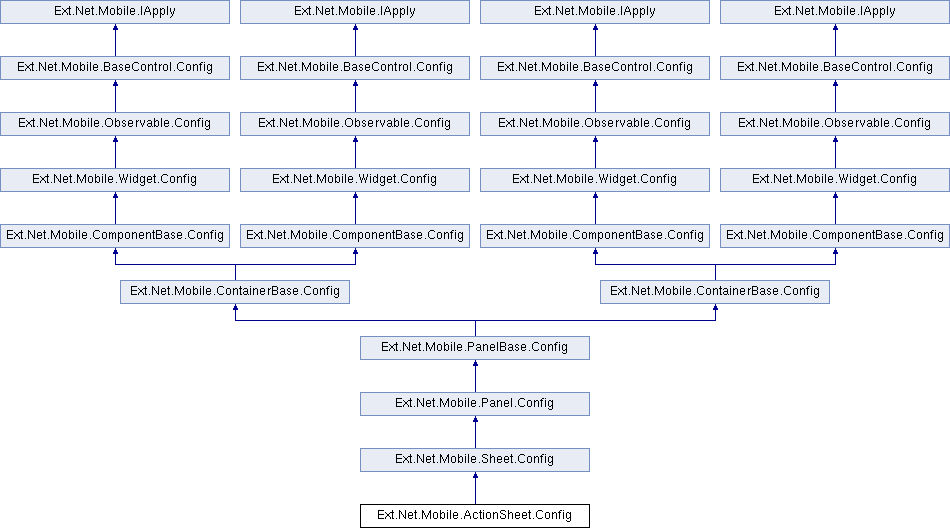 Ext.Net.Mobile.IApply
Ext.Net.Mobile.IApply
Ext.Net.Mobile.IApply
Ext.Net.Mobile.IApply
Ext.Net.Mobile.BaseControl.Config
Ext.Net.Mobile.BaseControl.Config
Ext.Net.Mobile.BaseControl.Config
Ext.Net.Mobile.BaseControl.Config
Ext.Net.Mobile.Observable.Config
Ext.Net.Mobile.Observable.Config
Ext.Net.Mobile.Observable.Config
Ext.Net.Mobile.Observable.Config
Ext.Net.Mobile.Widget.Config
Ext.Net.Mobile.Widget.Config
Ext.Net.Mobile.Widget.Config
Ext.Net.Mobile.Widget.Config
Ext.Net.Mobile.ComponentBase.Config
Ext.Net.Mobile.ComponentBase.Config
Ext.Net.Mobile.ComponentBase.Config
Ext.Net.Mobile.ComponentBase.Config
Ext.Net.Mobile.ContainerBase.Config
Ext.Net.Mobile.ContainerBase.Config
Ext.Net.Mobile.PanelBase.Config
Ext.Net.Mobile.Panel.Config
Ext.Net.Mobile.Sheet.Config
Ext.Net.Mobile.ActionSheet.Config